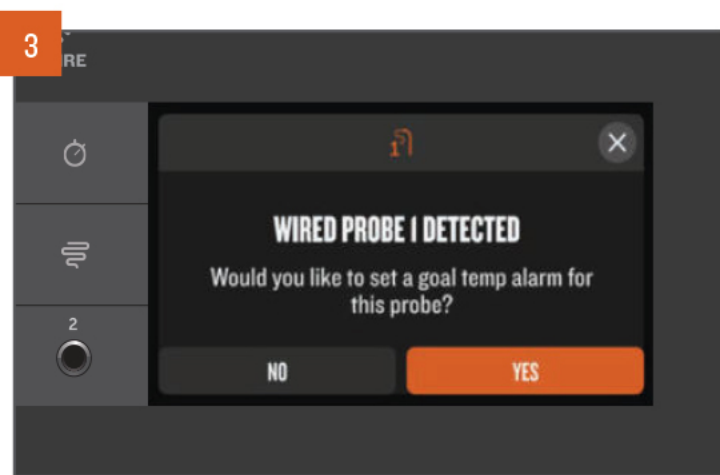 3
RE
1
WIRED PROBE 1 DETECTED
Would you like to set a goal temp alarm for
this probe?
2
NO
YES